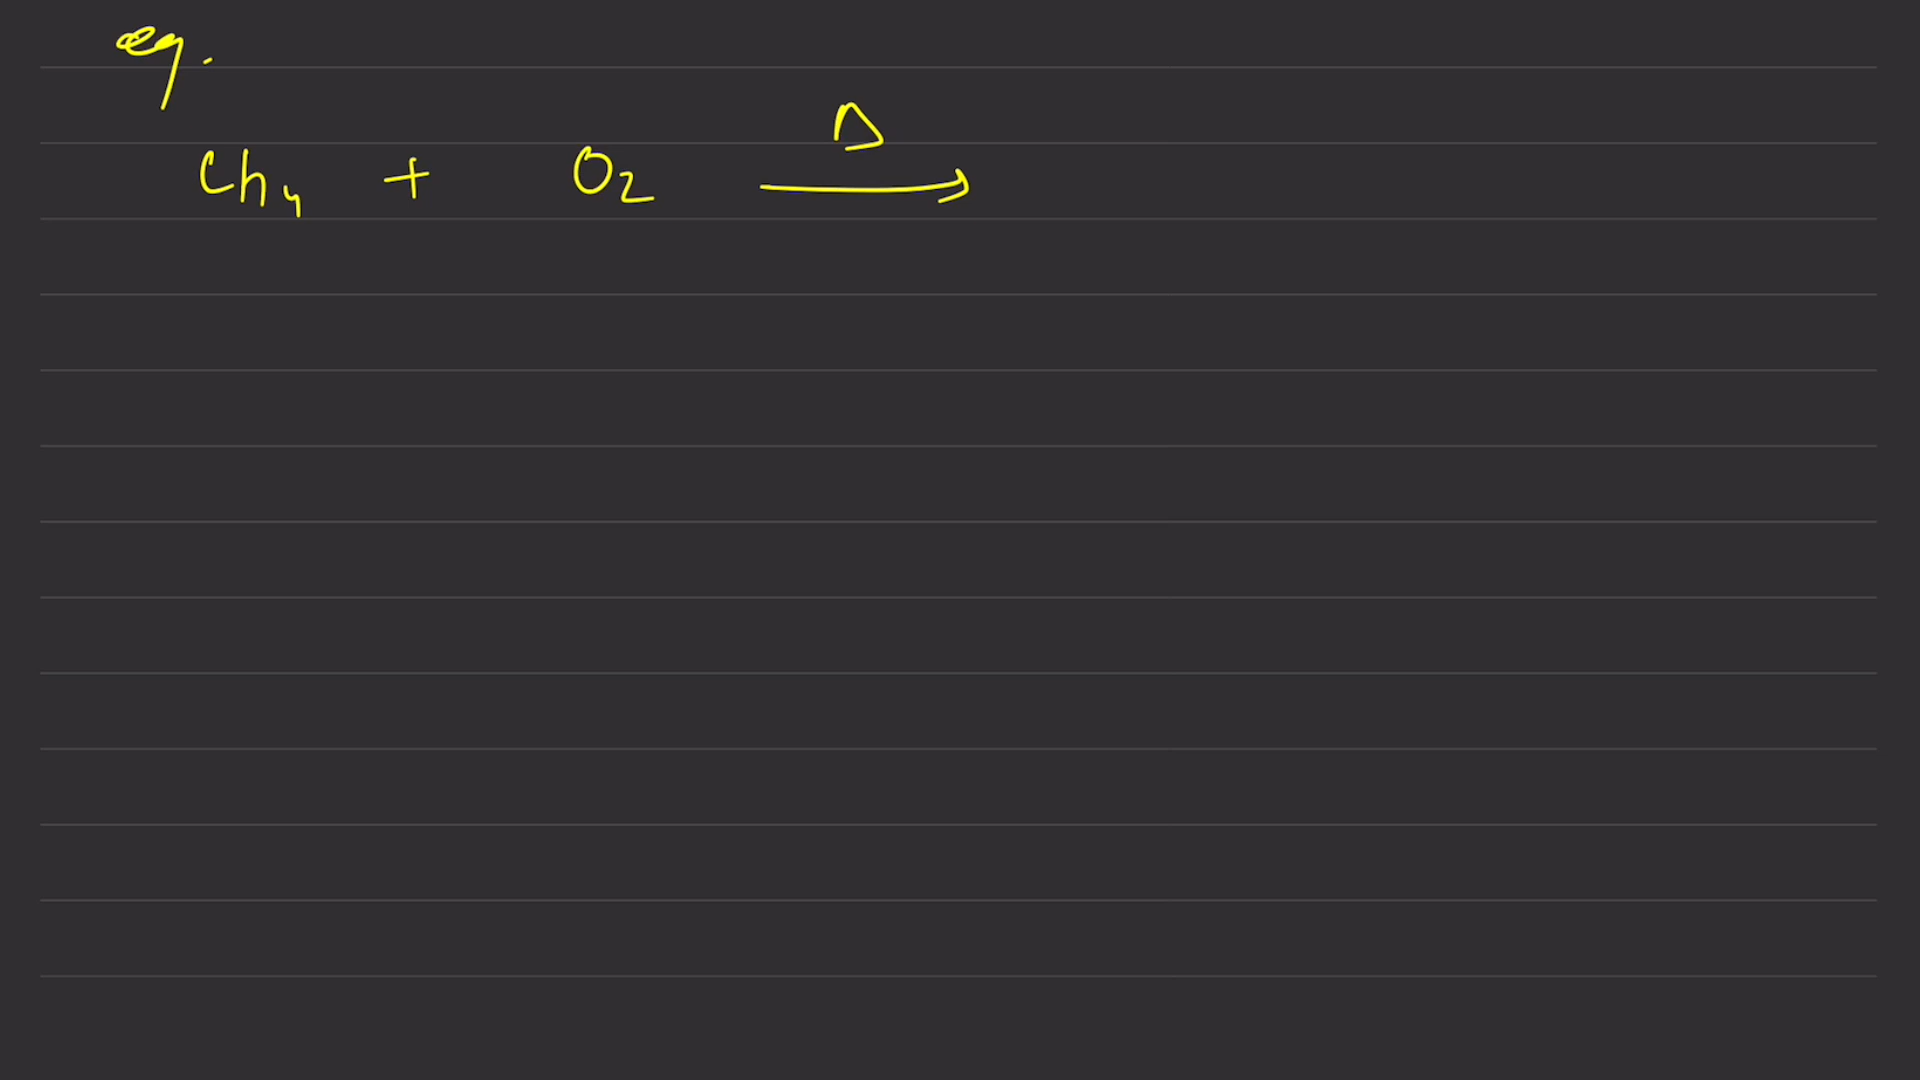 eg.
Ch₄ + O₂ →Δ